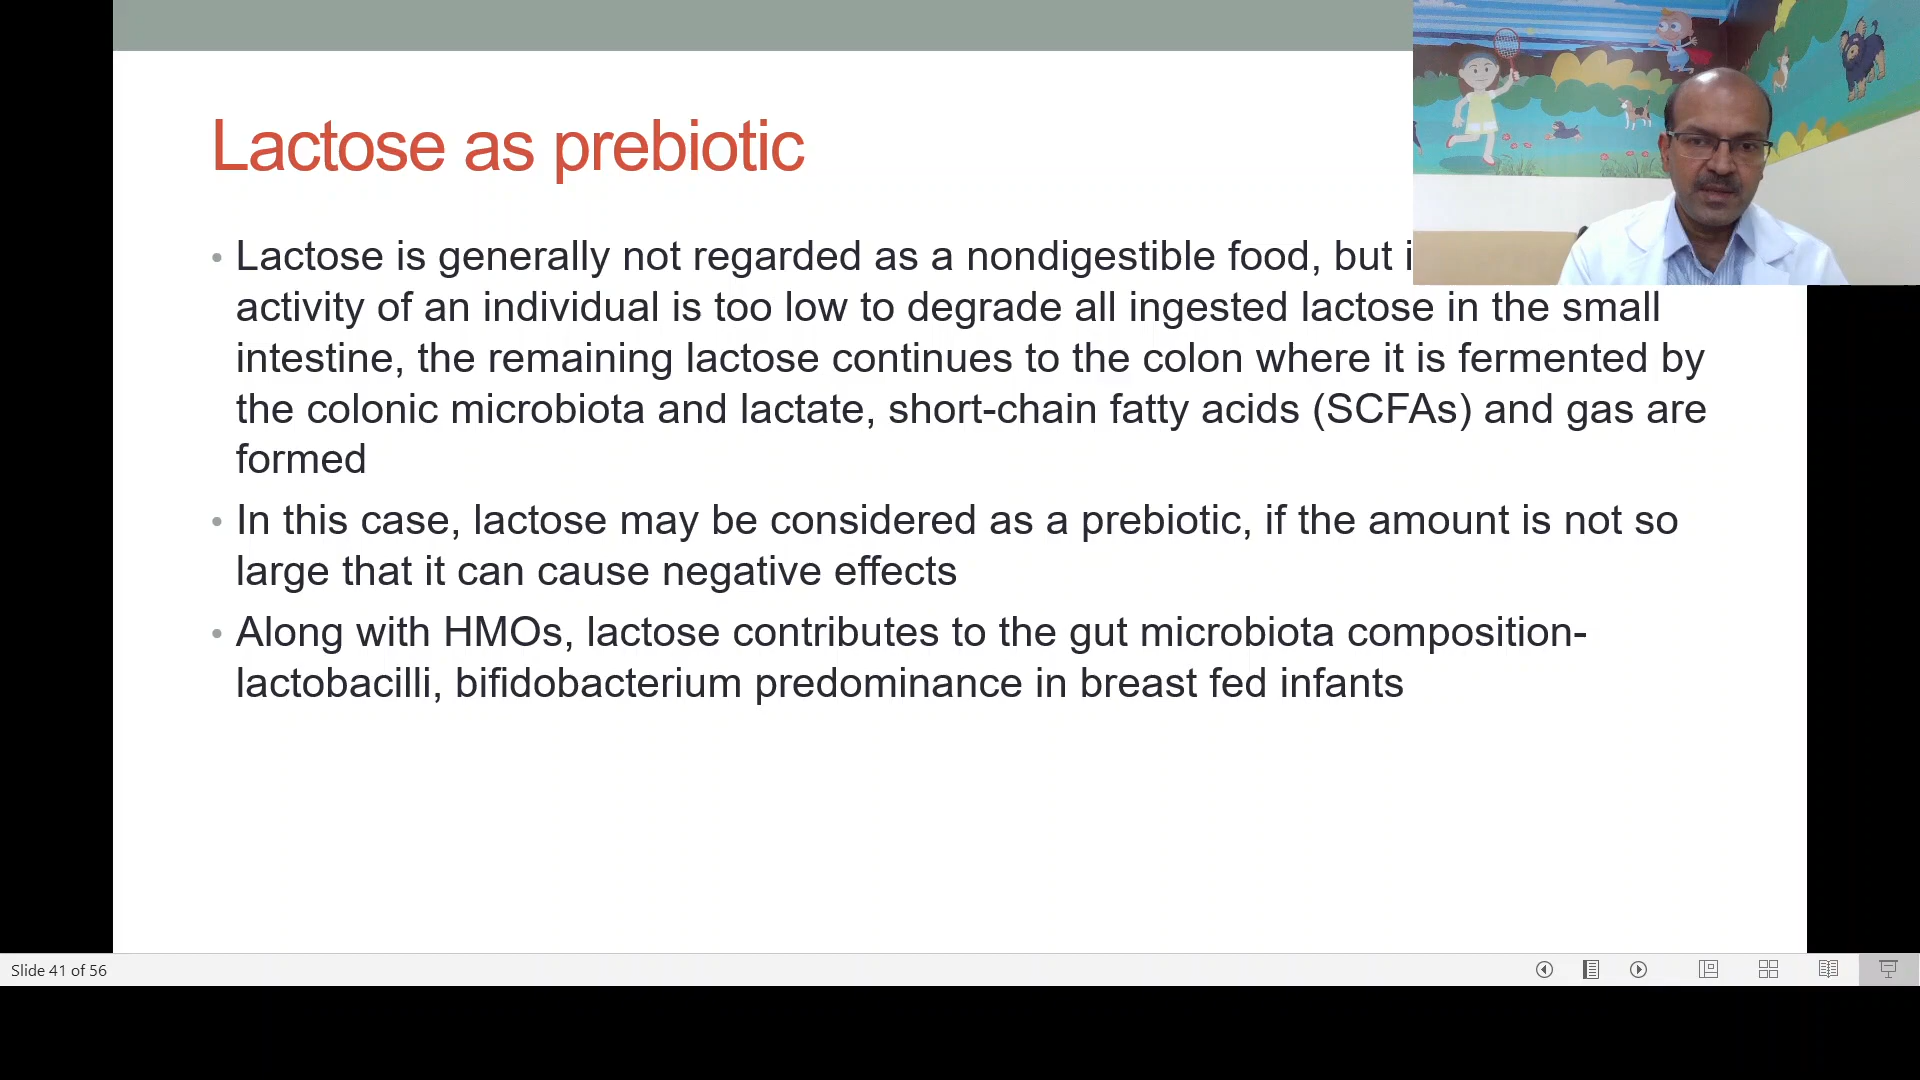 Lactose as prebiotic
• Lactose is generally not regarded as a nondigestible food, but
activity of an individual is too low to degrade all ingested lactose in the small
intestine, the remaining lactose continues to the colon where it is fermented by
the colonic microbiota and lactate, short-chain fatty acids (SCFAs) and gas are
formed
• In this case, lactose may be considered as a prebiotic, if the amount is not so
large that it can cause negative effects
• Along with HMOs, lactose contributes to the gut microbiota composition-
lactobacilli, bifidobacterium predominance in breast fed infants
Slide 41 of 56